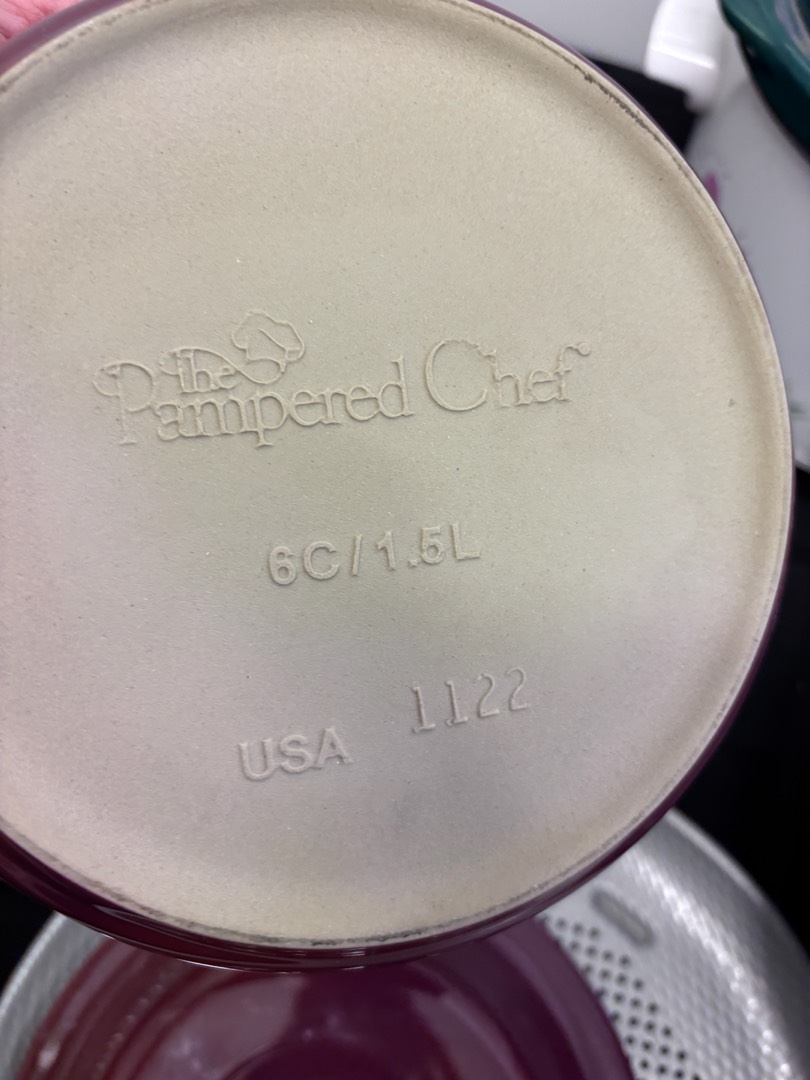 the
Pampered Chef®
6C/1.5L
USA 1122